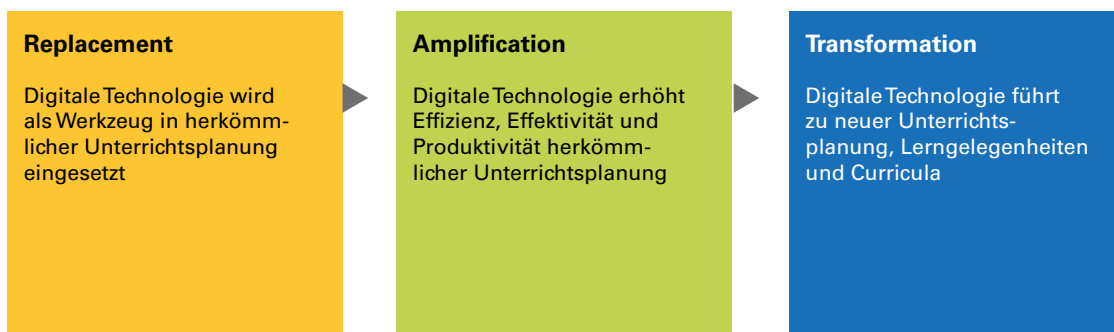 Replacement
Digitale Technologie wird
als Werkzeug in herkömm-
licher Unterrichtsplanung
eingesetzt
Amplification
Digitale Technologie erhöht
Effizienz, Effektivität und
Produktivität herkömm-
licher Unterrichtsplanung
Transformation
Digitale Technologie führt
zu neuer Unterrichts-
planung, Lerngelegenheiten
und Curricula